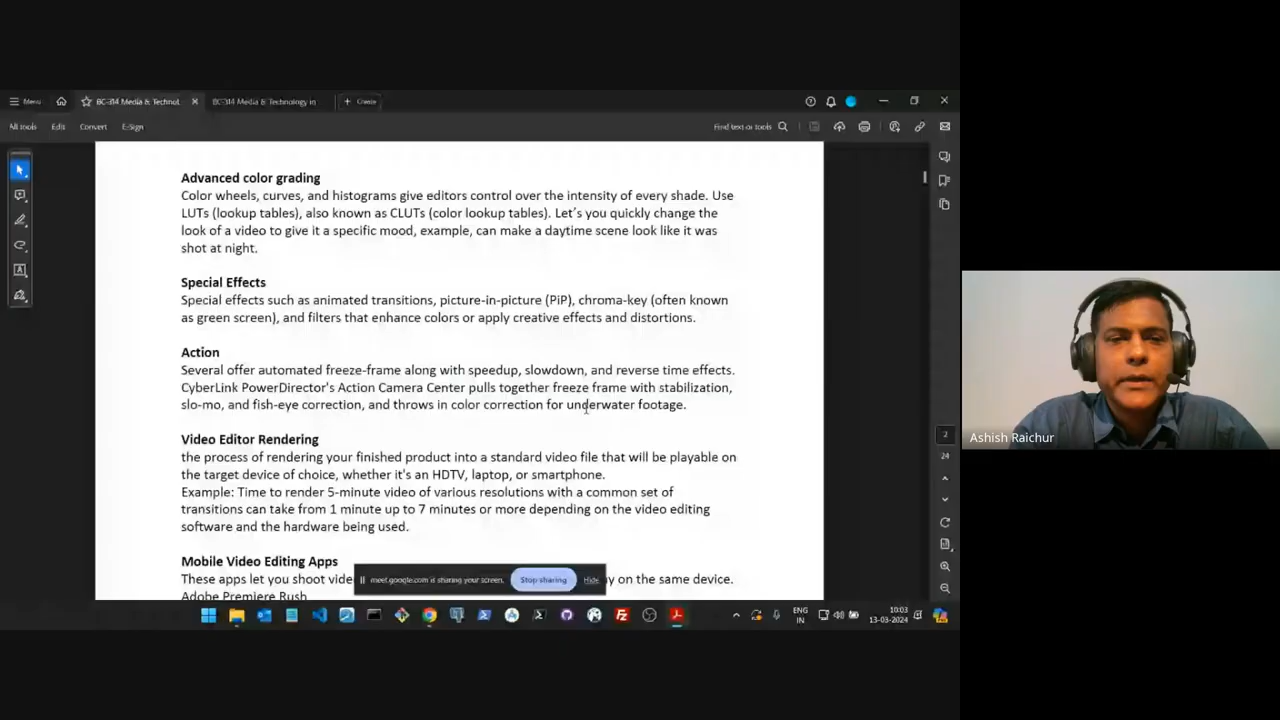 Menu
BC-314 Media & Technol.
BC-314 Media & Technology in
Create
All tools
Edit
Convert
E-Sign
Find text or tools
Advanced color grading
Color wheels, curves, and histograms give editors control over the intensity of every shade. Use
LUTs (lookup tables), also known as CLUTs (color lookup tables). Let's you quickly change the
look of a video to give it a specific mood, example, can make a daytime scene look like it was
shot at night.
Special Effects
Special effects such as animated transitions, picture-in-picture (PiP), chroma-key (often known
as green screen), and filters that enhance colors or apply creative effects and distortions.
Action
Several offer automated freeze-frame along with speedup, slowdown, and reverse time effects.
CyberLink PowerDirector's Action Camera Center pulls together freeze frame with stabilization,
slo-mo, and fish-eye correction, and throws in color correction for underwater footage.
Video Editor Rendering
the process of rendering your finished product into a standard video file that will be playable on
the target device of choice, whether it's an HDTV, laptop, or smartphone.
Example: Time to render 5-minute video of various resolutions with a common set of
transitions can take from 1 minute up to 7 minutes or more depending on the video editing
software and the hardware being used.
Mobile Video Editing Apps
These apps let you shoot vide
y on the same device.
Adobe Premiere Rush
meet.google.com is sharing your screen.
Stop sharing
Hide
2
24
ENG
IN
10:03
13-03-2024
Ashish Raichur